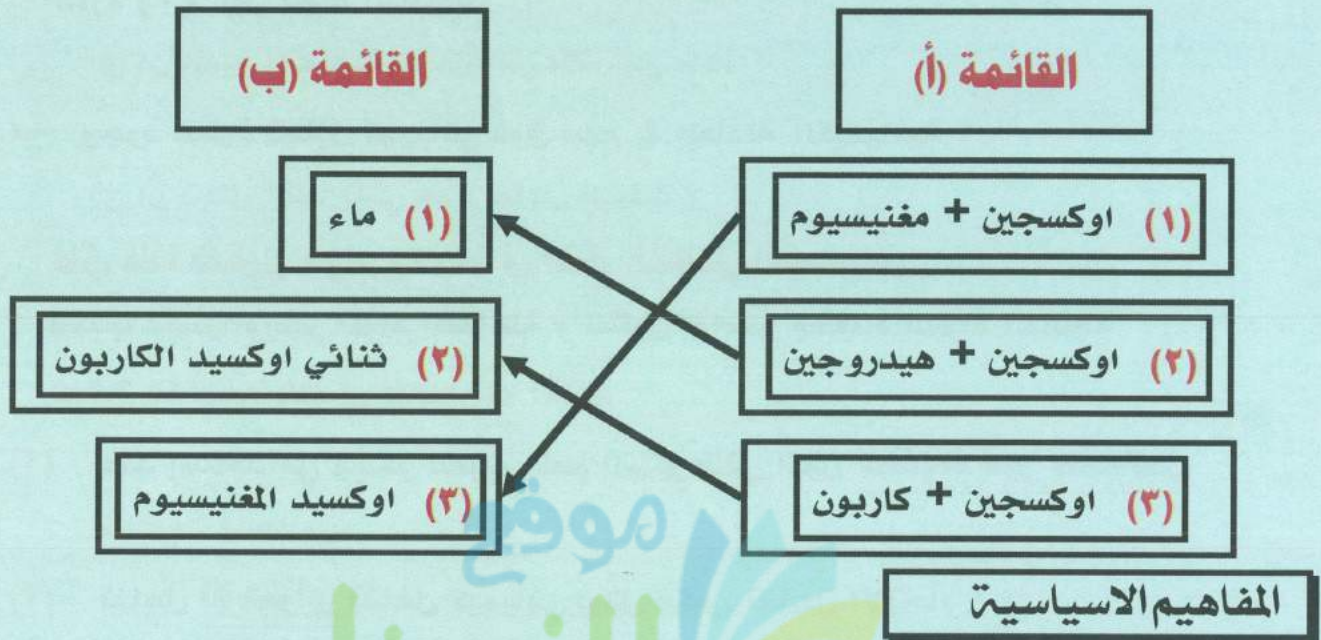 القائمة (أ) القائمة (ب)
(١) اوكسجين + مغنيسيوم (١) ماء
(٢) اوكسجين + هيدروجين (٢) ثنائي اوكسيد الكاربون
(٣) اوكسجين + كاربون (٣) اوكسيد المغنيسيوم
موقع
المفاهيم الاسياسية